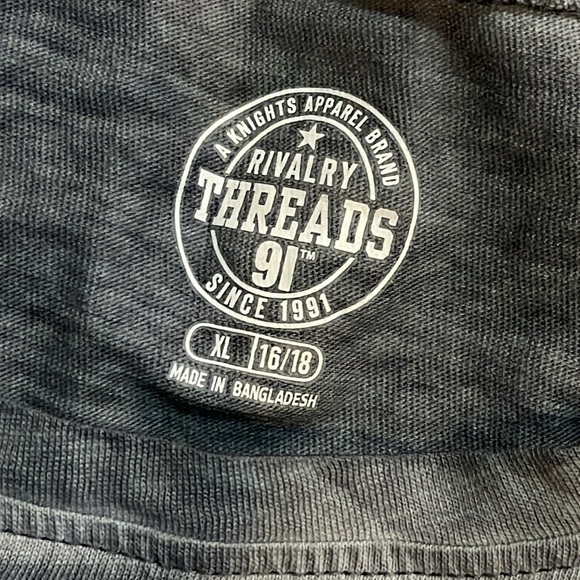 A KNIGHTS APPAREL BRAND
RIVALRY
THREADS
91™
SINCE 1991
XL 16/18
MADE IN BANGLADESH